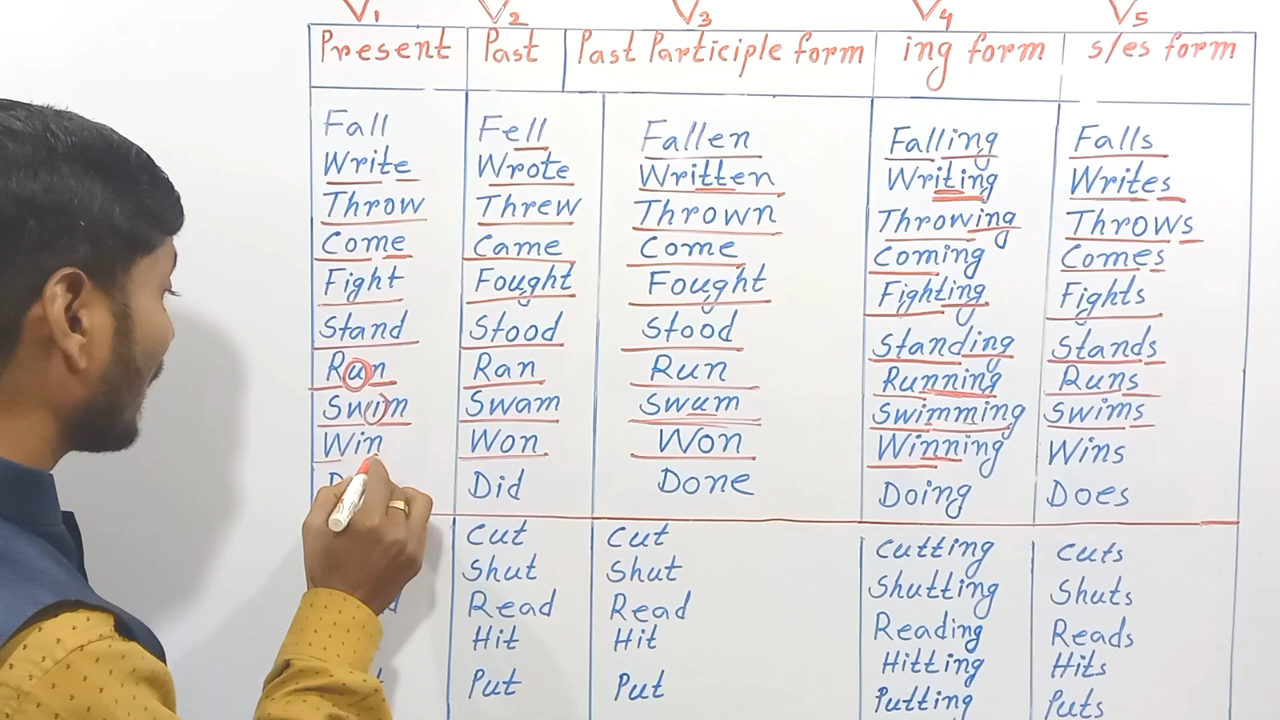 V1 V2 V3 V4 V5
Present Past Past Participle form ing form s/es form
Fall Fell Fallen Falling Falls
Write Wrote Written Writing Writes
Throw Threw Thrown Throwing Throws
Come Came Come Coming Comes
Fight Fought Fought Fighting Fights
Stand Stood Stood Standing Stands
Run Ran Run Running Runs
Swim Swam Swum Swimming Swims
Win Won Won Winning Wins
Did Done Doing Does
Cut Cut Cutting Cuts
Shut Shut Shutting Shuts
Read Read Reading Reads
Hit Hit Hitting Hits
Put Put Putting Puts